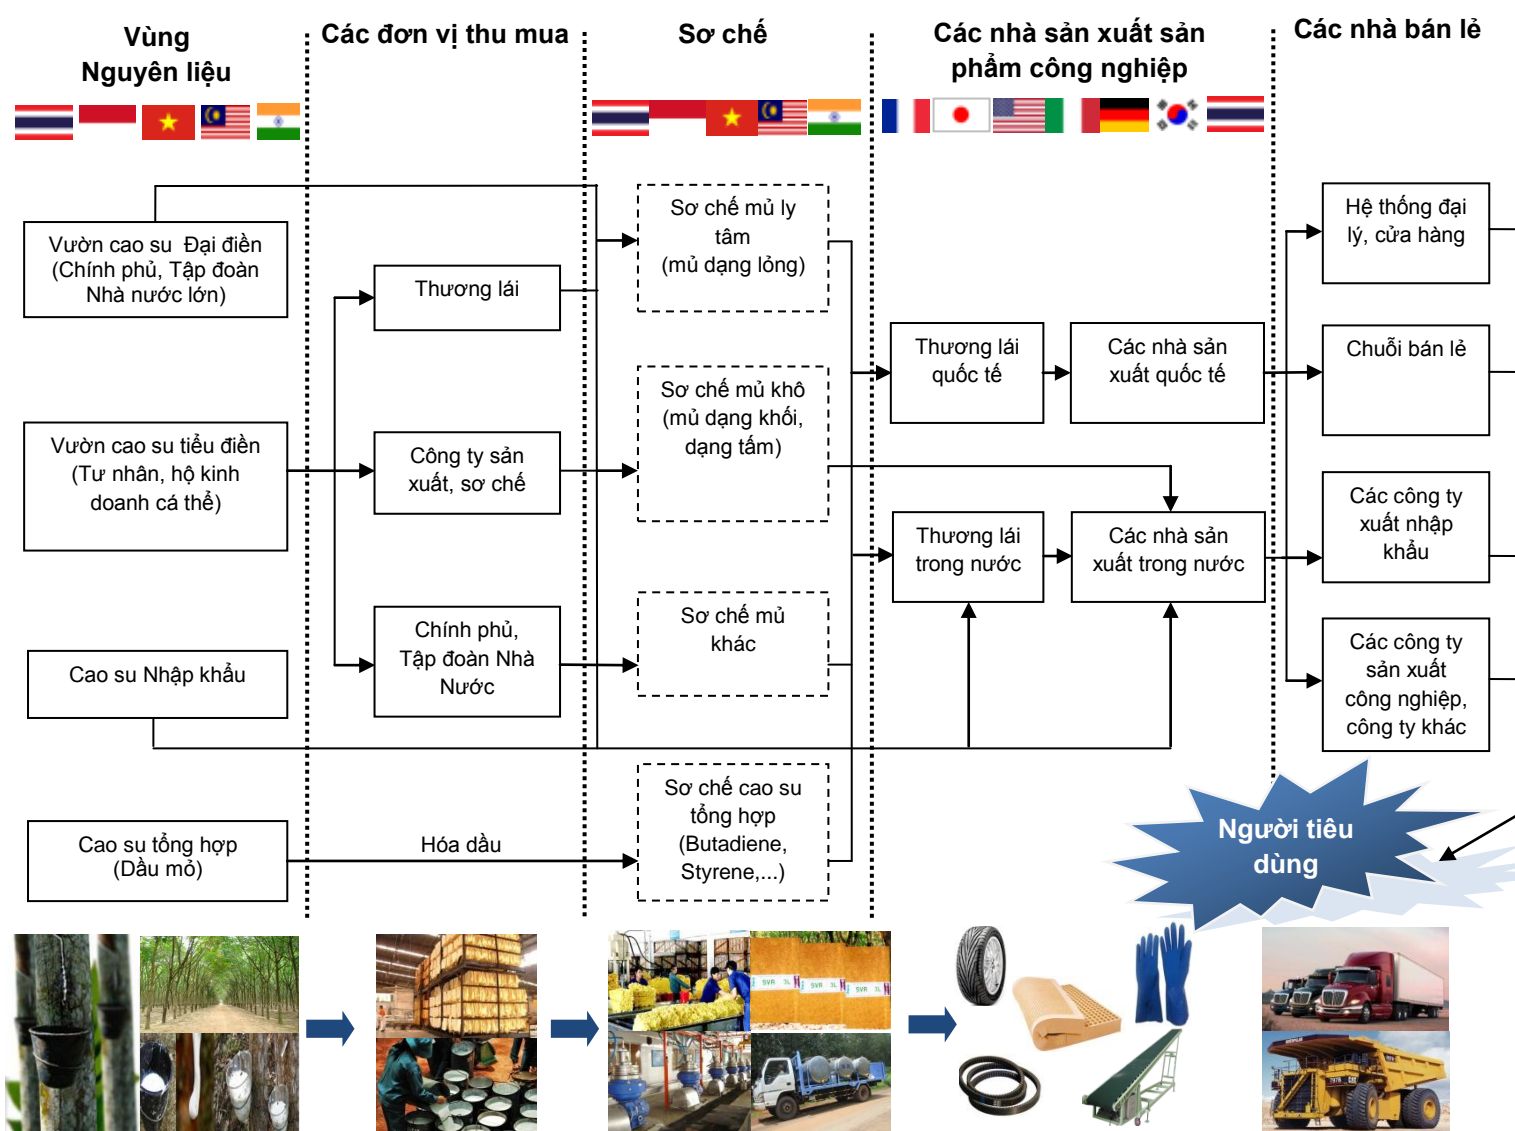 Vùng
Nguyên liệu
Các đơn vị thu mua
Sơ chế
Các nhà sản xuất sản
phẩm công nghiệp
Các nhà bán lẻ
Vườn cao su Đại điền
(Chính phủ, Tập đoàn
Nhà nước lớn)
Vườn cao su tiểu điền
(Tư nhân, hộ kinh
doanh cá thể)
Cao su Nhập khẩu
Cao su tổng hợp
(Dầu mỏ)
Thương lái
Công ty sản
xuất, sơ chế
Chính phủ,
Tập đoàn Nhà
Nước
Hóa dầu
Sơ chế mủ ly
tâm
(mủ dạng lỏng)
Sơ chế mủ khô
(mủ dạng khối,
dạng tấm)
Sơ chế mủ
khác
Sơ chế cao su
tổng hợp
(Butadiene,
Styrene,...)
Thương lái
quốc tế
Các nhà sản
xuất quốc tế
Thương lái
trong nước
Các nhà sản
xuất trong nước
Hệ thống đại
lý, cửa hàng
Chuỗi bán lẻ
Các công ty
xuất nhập
khẩu
Các công ty
sản xuất
công nghiệp,
công ty khác
Người tiêu
dùng
SVR 3L
SVR 3L
SVR 3L
CAT